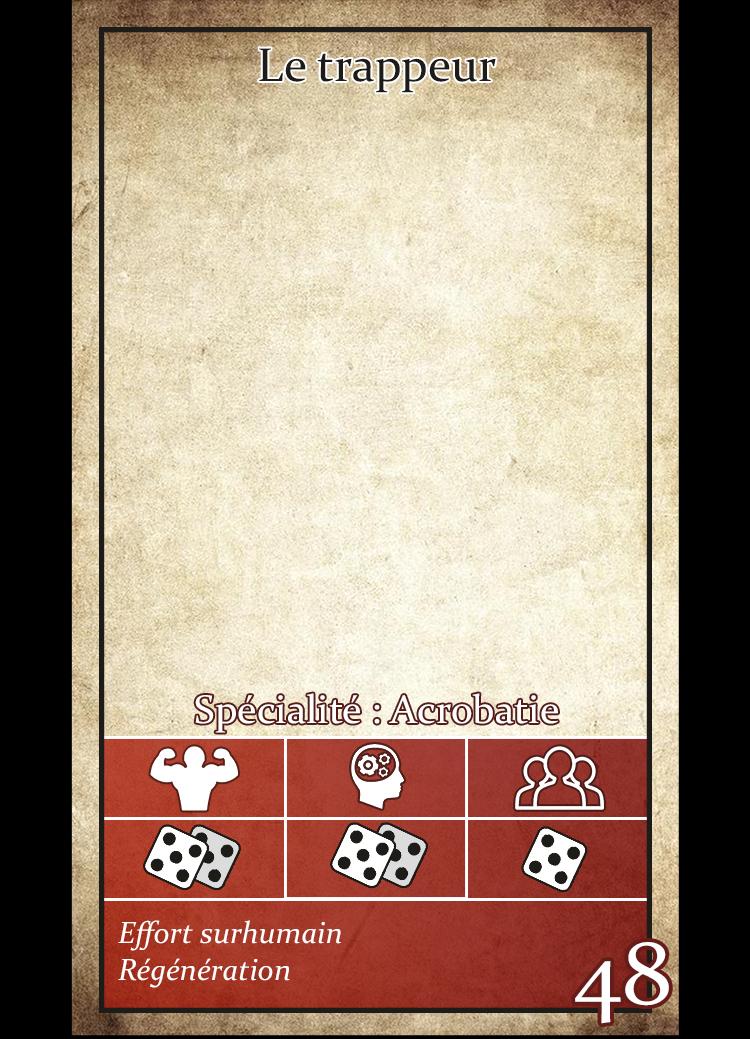 Le trappeur
Spécialité : Acrobatie
Effort surhumain
Régénération
48